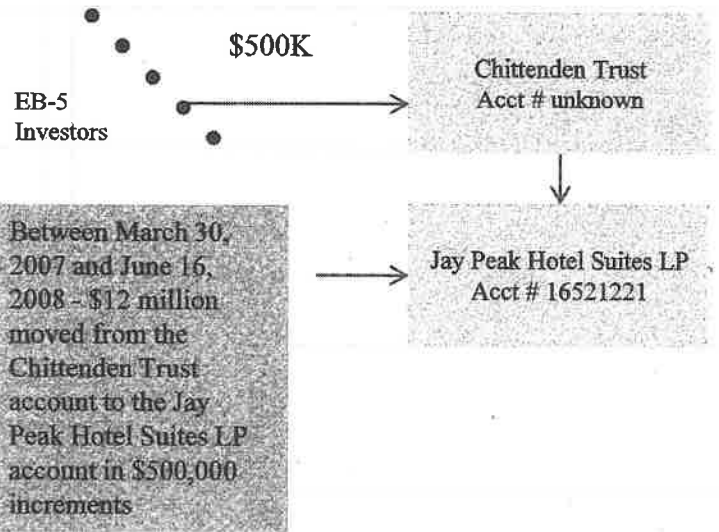 $500K
EB-5
Investors
Chittenden Trust
Acct # unknown
Between March 30,
2007 and June 16,
2008 - $12 million
moved from the
Chittenden Trust
account to the Jay
Peak Hotel Suites LP
account in $500,000
increments
Jay Peak Hotel Suites LP
Acct # 16521221